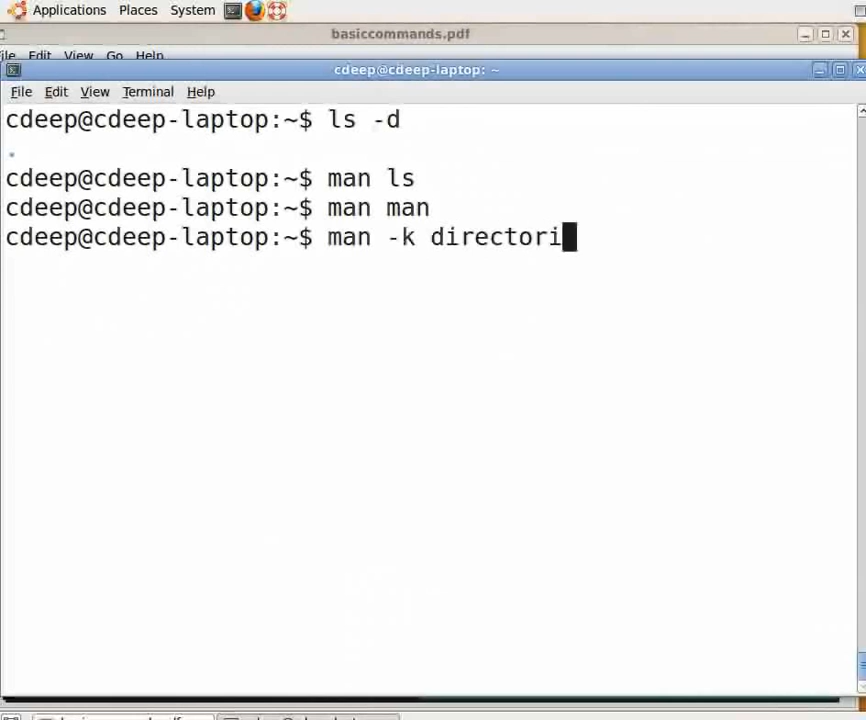 Applications Places System
basiccommands.pdf
File Edit View Go Help
cdeep@cdeep-laptop: ~
File Edit View Terminal Help
cdeep@cdeep-laptop:~$ ls -d
.
cdeep@cdeep-laptop:~$ man ls
cdeep@cdeep-laptop:~$ man man
cdeep@cdeep-laptop:~$ man -k directori